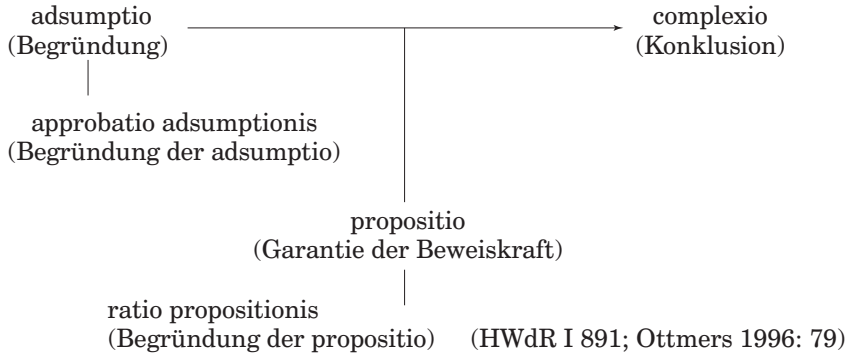 adsumptio
(Begründung)
complexio
(Konklusion)
approbatio adsumptionis
(Begründung der adsumptio)
propositio
(Garantie der Beweiskraft)
ratio propositionis
(Begründung der propositio) (HWdR I 891; Ottmers 1996: 79)